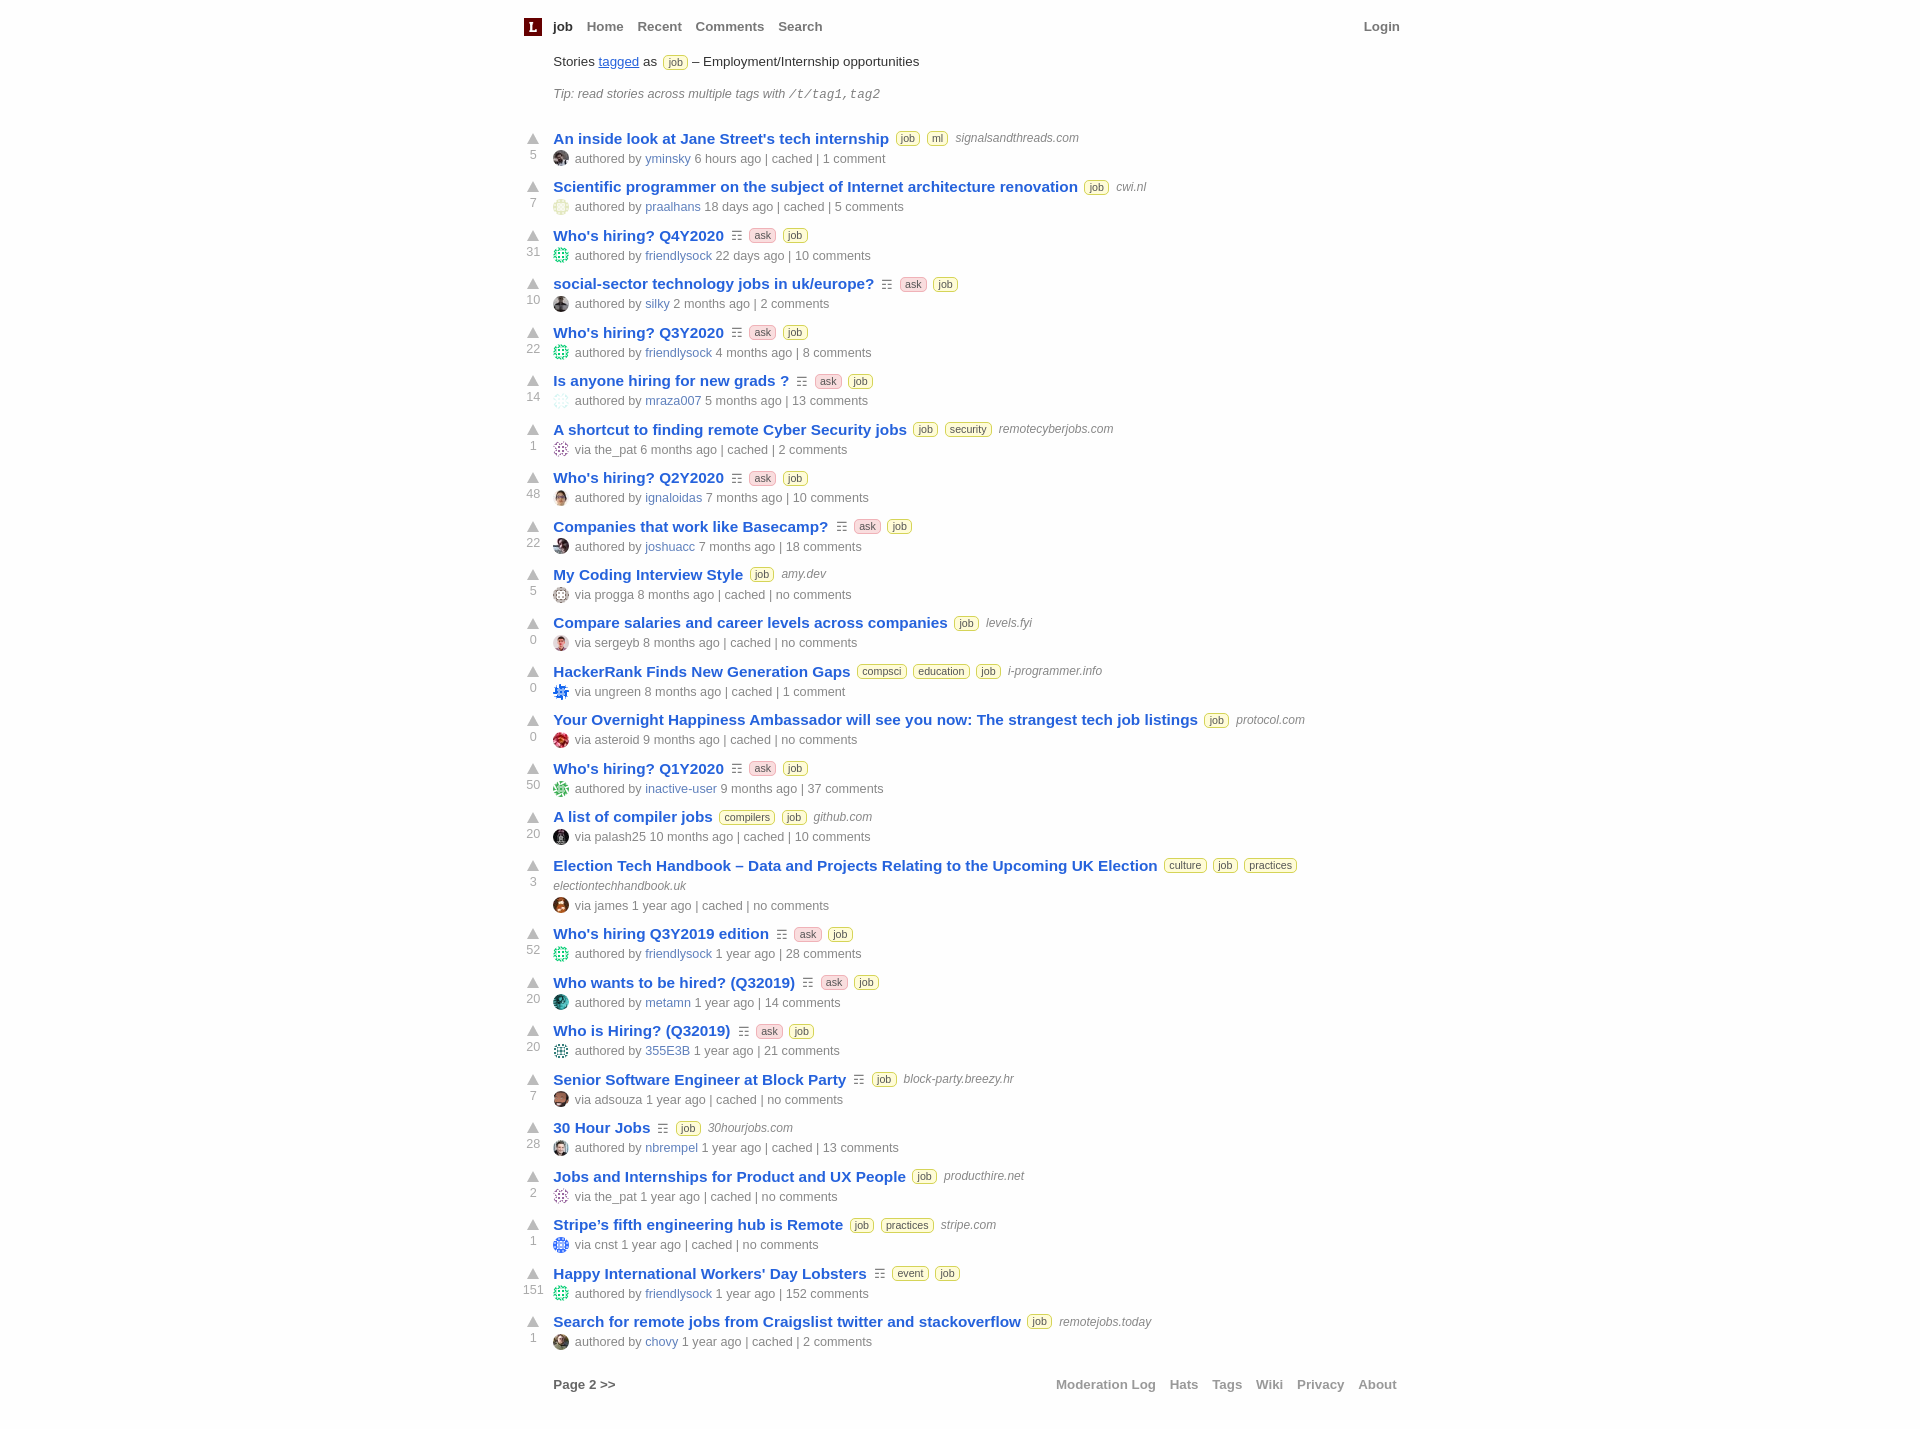 L job Home Recent Comments Search Login
Stories tagged as job – Employment/Internship opportunities
Tip: read stories across multiple tags with /t/tag1,tag2
An inside look at Jane Street's tech internship job ml signalsandthreads.com
5 authored by yminsky 6 hours ago | cached | 1 comment
Scientific programmer on the subject of Internet architecture renovation job cwi.nl
7 authored by praalhans 18 days ago | cached | 5 comments
Who's hiring? Q4Y2020 ☶ ask job
31 authored by friendlysock 22 days ago | 10 comments
social-sector technology jobs in uk/europe? ☶ ask job
10 authored by silky 2 months ago | 2 comments
Who's hiring? Q3Y2020 ☶ ask job
22 authored by friendlysock 4 months ago | 8 comments
Is anyone hiring for new grads ? ☶ ask job
14 authored by mraza007 5 months ago | 13 comments
A shortcut to finding remote Cyber Security jobs job security remotecyberjobs.com
1 via the_pat 6 months ago | cached | 2 comments
Who's hiring? Q2Y2020 ☶ ask job
48 authored by ignaloidas 7 months ago | 10 comments
Companies that work like Basecamp? ☶ ask job
22 authored by joshuacc 7 months ago | 18 comments
My Coding Interview Style job amy.dev
5 via progga 8 months ago | cached | no comments
Compare salaries and career levels across companies job levels.fyi
0 via sergeyb 8 months ago | cached | no comments
HackerRank Finds New Generation Gaps compsci education job i-programmer.info
0 via ungreen 8 months ago | cached | 1 comment
Your Overnight Happiness Ambassador will see you now: The strangest tech job listings job protocol.com
0 via asteroid 9 months ago | cached | no comments
Who's hiring? Q1Y2020 ☶ ask job
50 authored by inactive-user 9 months ago | 37 comments
A list of compiler jobs compilers job github.com
20 via palash25 10 months ago | cached | 10 comments
Election Tech Handbook – Data and Projects Relating to the Upcoming UK Election culture job practices
3 electiontechhandbook.uk
via james 1 year ago | cached | no comments
Who's hiring Q3Y2019 edition ☶ ask job
52 authored by friendlysock 1 year ago | 28 comments
Who wants to be hired? (Q32019) ☶ ask job
20 authored by metamn 1 year ago | 14 comments
Who is Hiring? (Q32019) ☶ ask job
20 authored by 355E3B 1 year ago | 21 comments
Senior Software Engineer at Block Party ☶ job block-party.breezy.hr
7 via adsouza 1 year ago | cached | no comments
30 Hour Jobs ☶ job 30hourjobs.com
28 authored by nbrempel 1 year ago | cached | 13 comments
Jobs and Internships for Product and UX People job producthire.net
2 via the_pat 1 year ago | cached | no comments
Stripe’s fifth engineering hub is Remote job practices stripe.com
1 via cnst 1 year ago | cached | no comments
Happy International Workers' Day Lobsters ☶ event job
151 authored by friendlysock 1 year ago | 152 comments
Search for remote jobs from Craigslist twitter and stackoverflow job remotejobs.today
1 authored by chovy 1 year ago | cached | 2 comments
Page 2 >> Moderation Log Hats Tags Wiki Privacy About